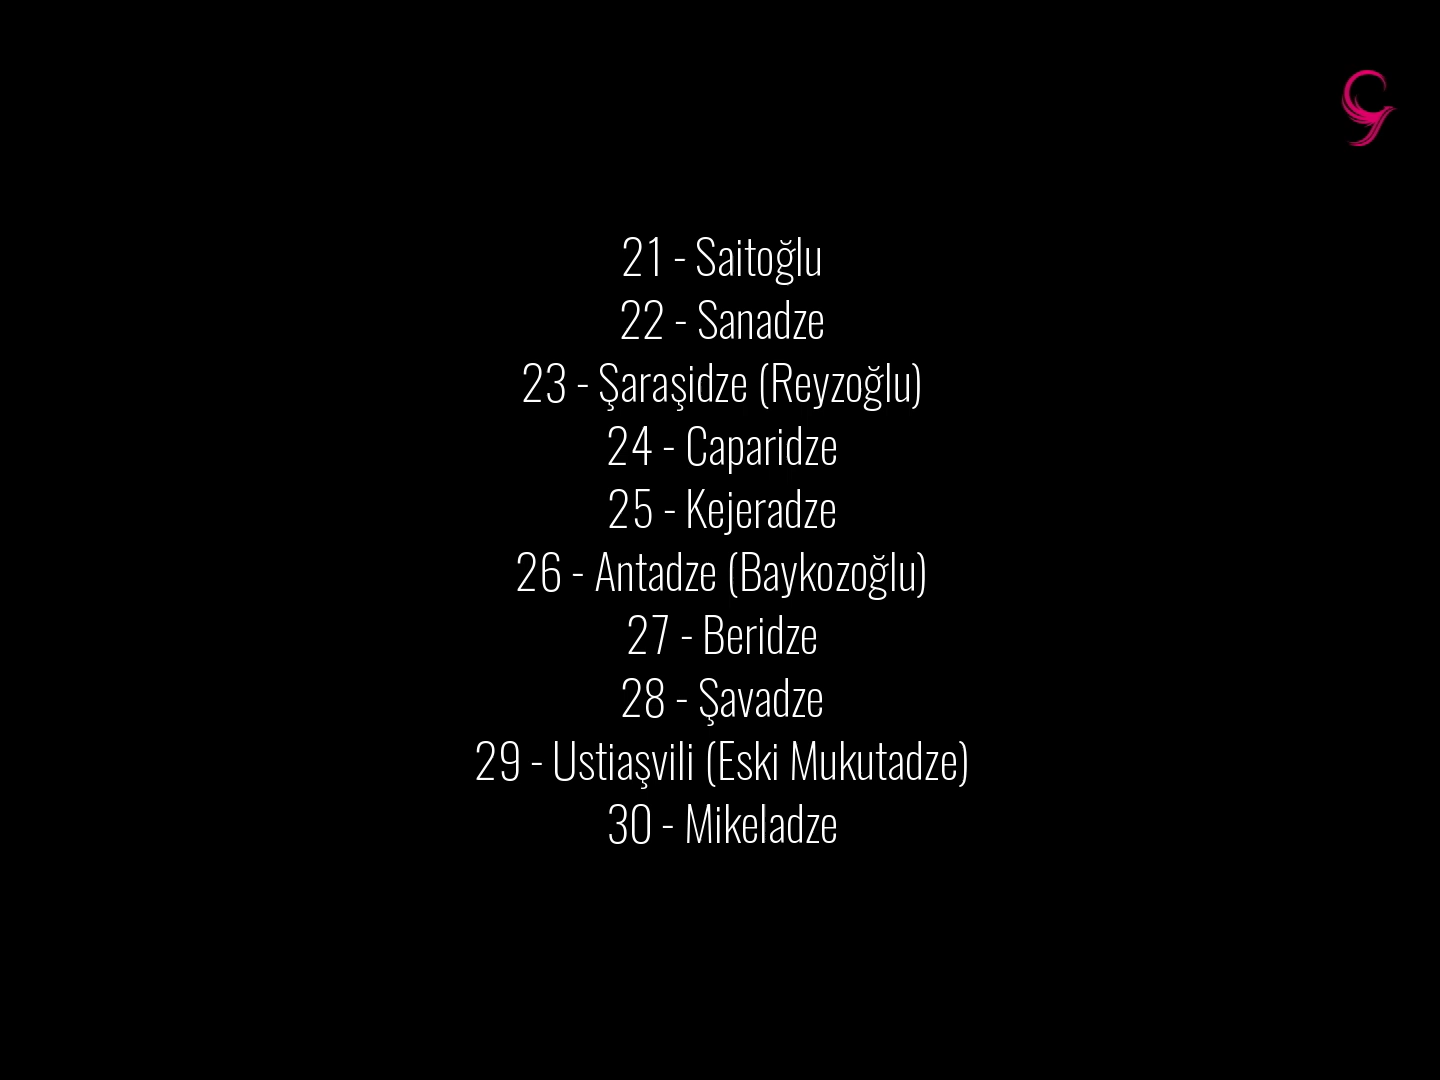 21 - Saitoğlu
22 - Sanadze
23 - Şaraşidze (Reyzoğlu)
24 - Caparidze
25 - Kejeradze
26 - Antadze (Baykozoğlu)
27 - Beridze
28 - Şavadze
29 - Ustiaşvili (Eski Mukutadze)
30 - Mikeladze